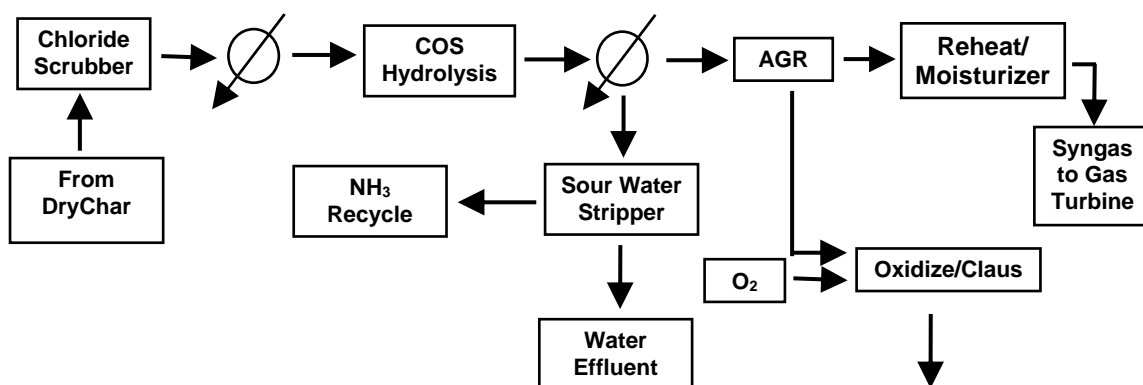 Chloride
Scrubber
COS
Hydrolysis
AGR
Reheat/
Moisturizer
From
DryChar
NH₃
Recycle
Sour Water
Stripper
Syngas
to Gas
Turbine
O₂
Oxidize/Claus
Water
Effluent